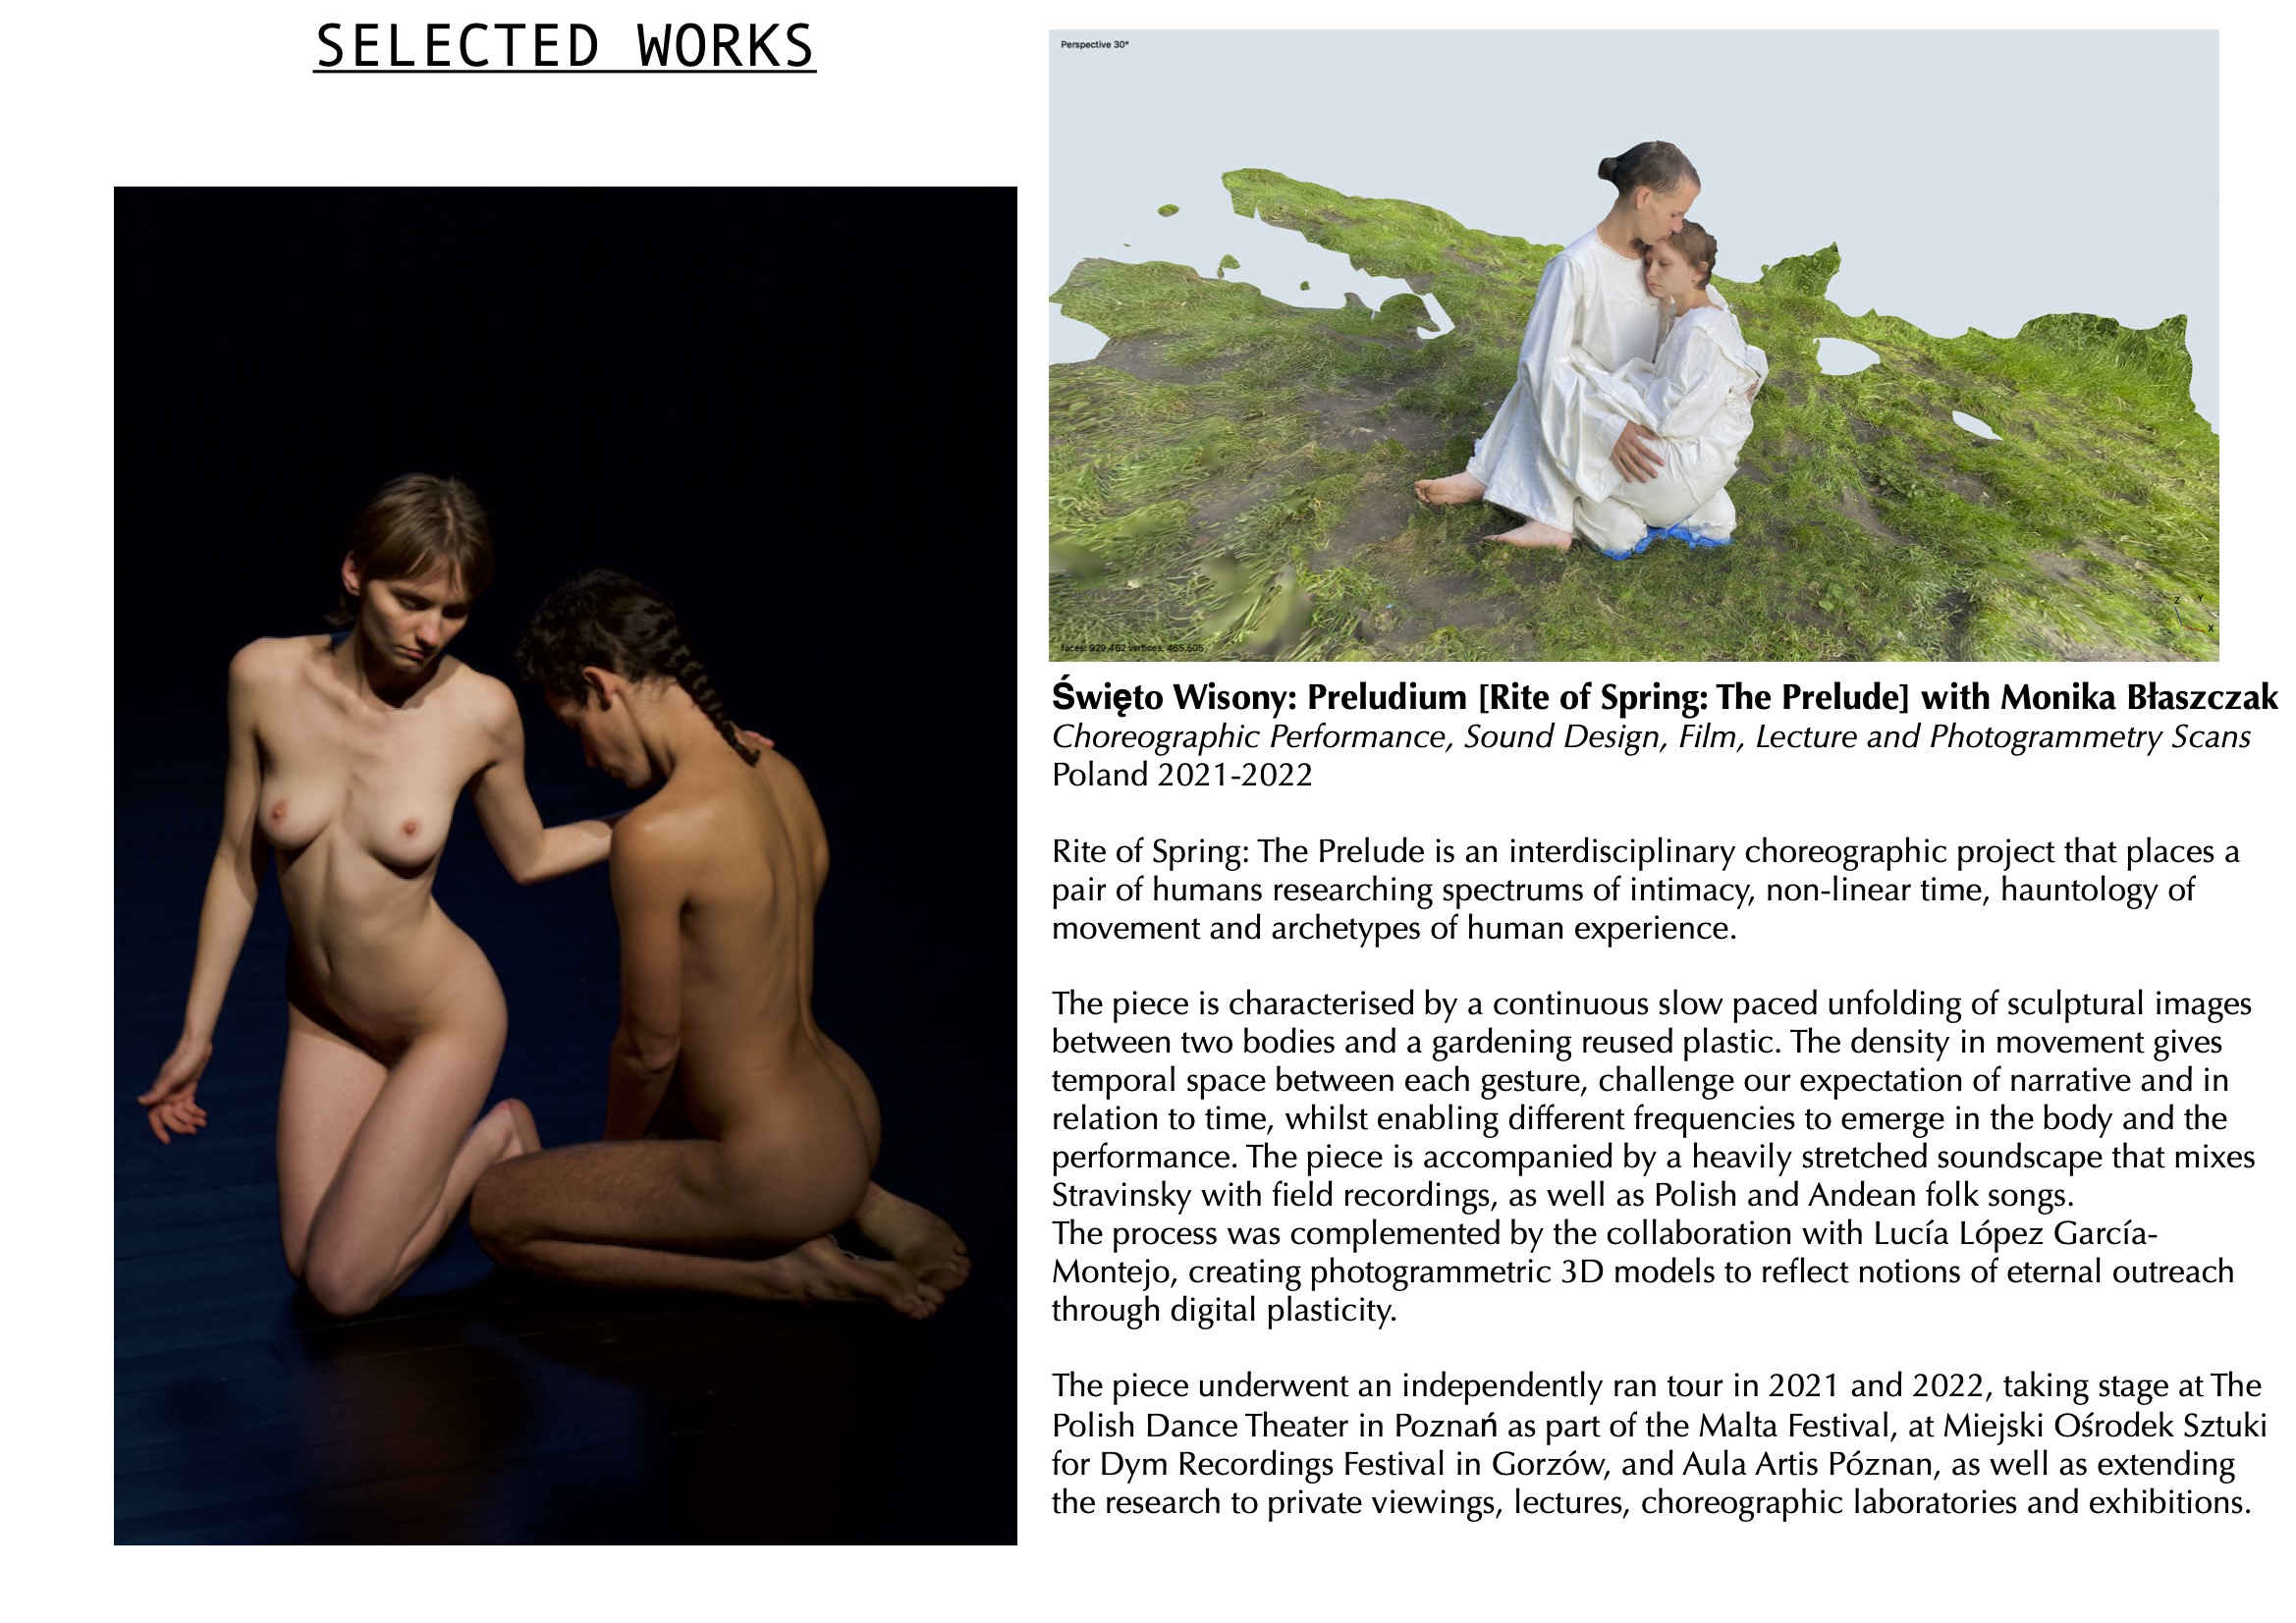 SELECTED WORKS
Perspective 30°
Z Y
X
faces: 929,462 vertices: 465,505
Święto Wisony: Preludium [Rite of Spring: The Prelude] with Monika Błaszczak
Choreographic Performance, Sound Design, Film, Lecture and Photogrammetry Scans
Poland 2021-2022
Rite of Spring: The Prelude is an interdisciplinary choreographic project that places a
pair of humans researching spectrums of intimacy, non-linear time, hauntology of
movement and archetypes of human experience.
The piece is characterised by a continuous slow paced unfolding of sculptural images
between two bodies and a gardening reused plastic. The density in movement gives
temporal space between each gesture, challenge our expectation of narrative and in
relation to time, whilst enabling different frequencies to emerge in the body and the
performance. The piece is accompanied by a heavily stretched soundscape that mixes
Stravinsky with field recordings, as well as Polish and Andean folk songs.
The process was complemented by the collaboration with Lucía López García-
Montejo, creating photogrammetric 3D models to reflect notions of eternal outreach
through digital plasticity.
The piece underwent an independently ran tour in 2021 and 2022, taking stage at The
Polish Dance Theater in Poznań as part of the Malta Festival, at Miejski Ośrodek Sztuki
for Dym Recordings Festival in Gorzów, and Aula Artis Póznan, as well as extending
the research to private viewings, lectures, choreographic laboratories and exhibitions.